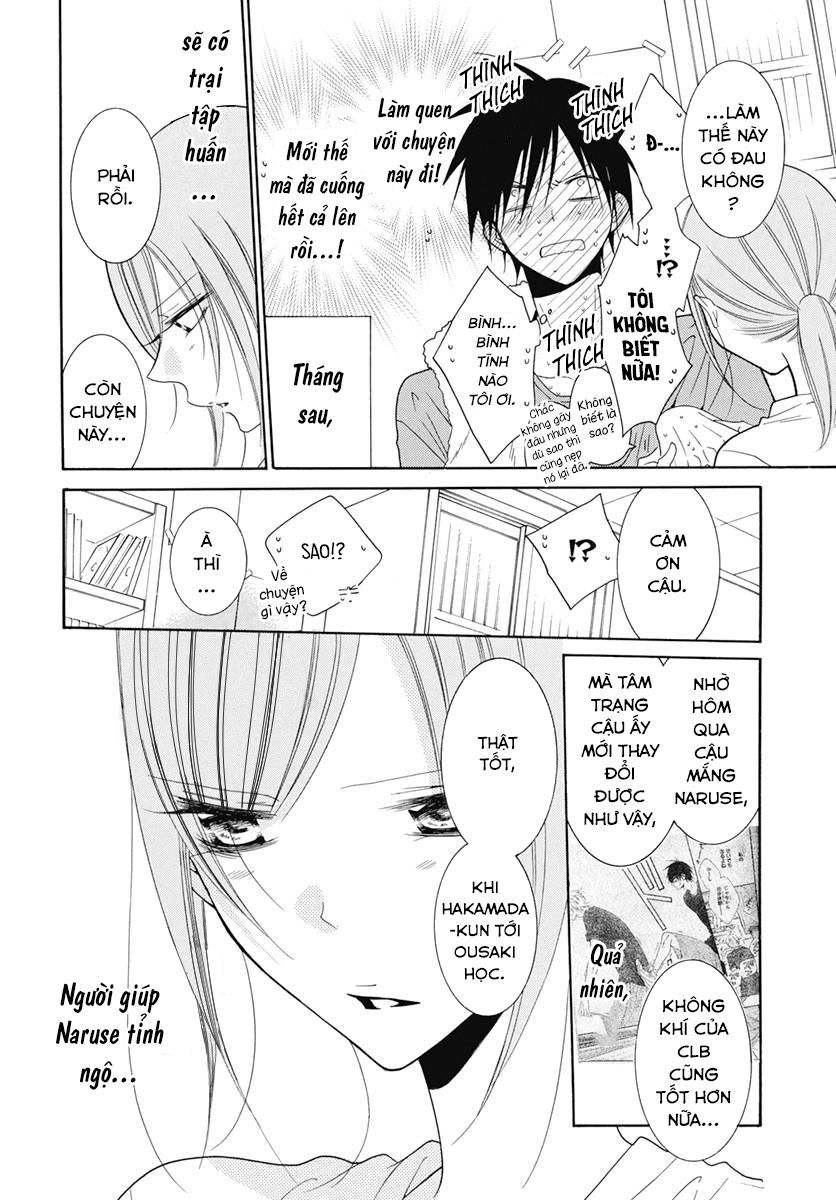 ...LÀM
THẾ NÀY
CÓ ĐAU
KHÔNG
?
Đ-...
!?
TÔI
KHÔNG
BIẾT
NỮA!
THÌNH
THỊCH
THÌNH
THỊCH
THÌNH
THỊCH
Không
biết là
sao?
Chắc
không gãy
đâu nhưng
dù sao thì
cũng nẹp
nó lại đã.
BÌNH...
BÌNH
TĨNH
NÀO
TÔI ƠI.
Làm quen
với chuyện
này đi!
Mới thế
mà đã cuống
hết cả lên
rồi...!
Tháng
sau,
sẽ có
trại
tập
huấn
...
PHẢI
RỒI.
CÒN
CHUYỆN
NÀY...
CẢM
ƠN
CẬU.
!?
SAO!?
Về
chuyện
gì vậy?
À
THÌ
...
NHỜ
HÔM
QUA
CẬU
MẮNG
NARUSE,
MÀ TÂM
TRẠNG
CẬU ẤY
MỚI THAY
ĐỔI
ĐƯỢC
NHƯ VẬY,
Quả
nhiên,
KHÔNG
KHÍ CỦA
CLB
CŨNG
TỐT HƠN
NỮA...
THẬT
TỐT,
KHI
HAKAMADA
-KUN TỚI
OUSAKI
HỌC.
Người giúp
Naruse tỉnh
ngộ...